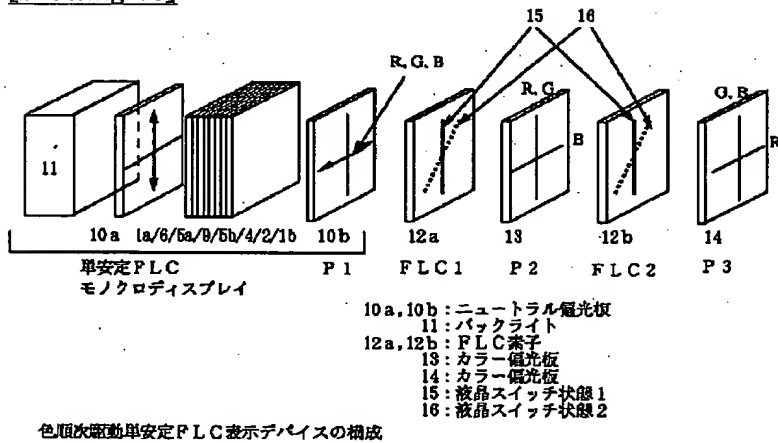 15 16
R, G, B
R, G
G, B
11
B
R
10a 1a/6/5a/9/5b/4/2/1b 10b 12a 13 12b 14
単安定FLC P1 FLC1 P2 FLC2 P3
モノクロディスプレイ
10a,10b:ニュートラル偏光板
11:バックライト
12a,12b:FLC素子
13:カラー偏光板
14:カラー偏光板
15:液晶スイッチ状態1
16:液晶スイッチ状態2
色順次駆動単安定FLC表示デバイスの構成